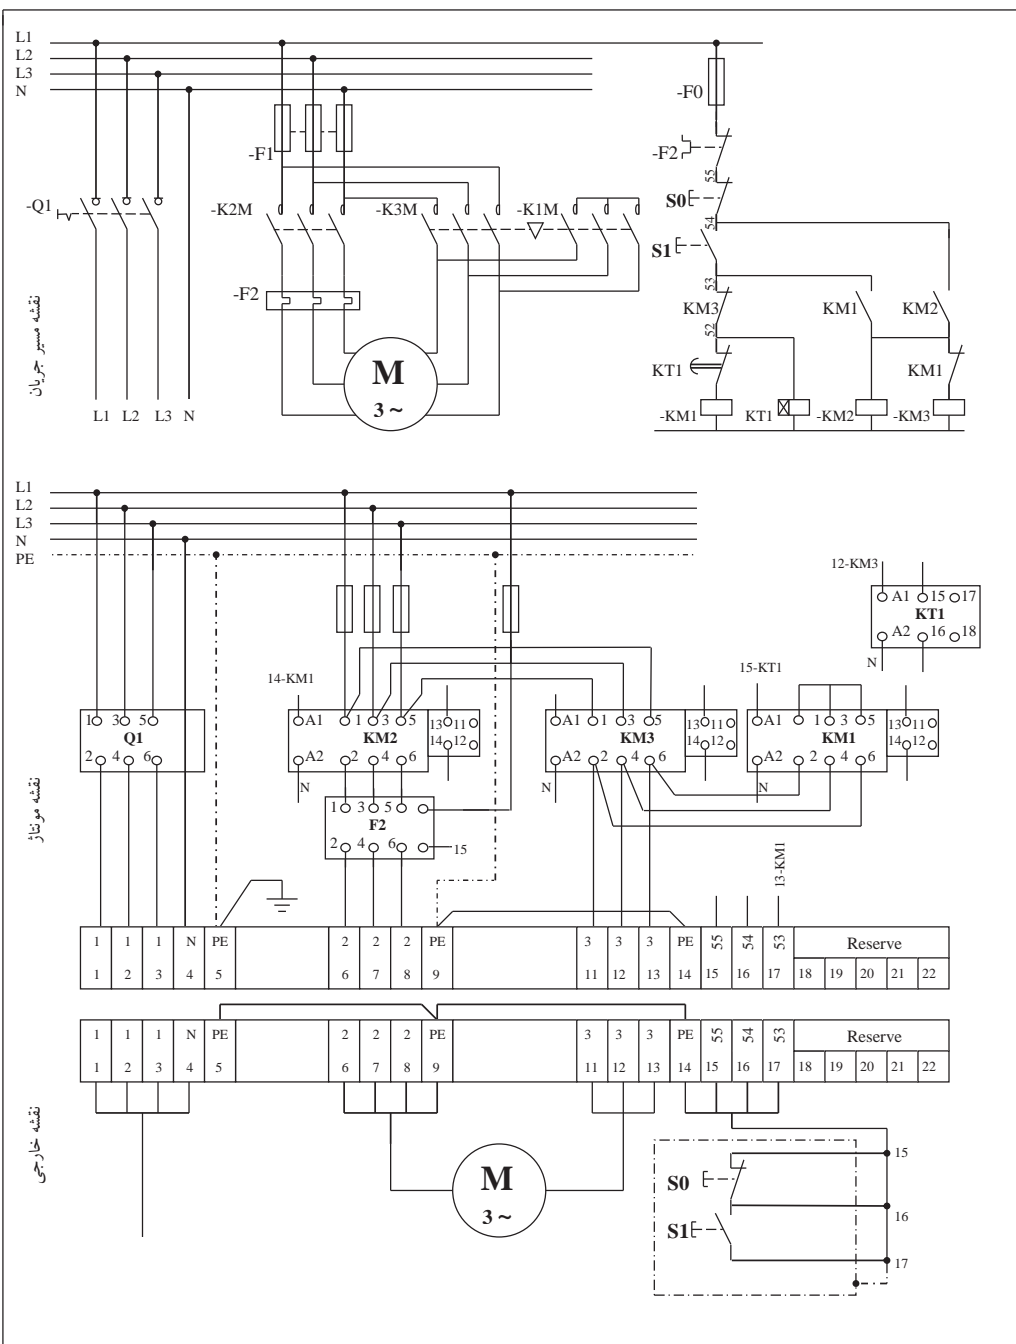 L1
L2
L3
N
-F0
-F1
-F2
55
S0
-Q1
-K2M
-K3M
-K1M
54
S1
53
-F2
KM3
KM1
KM2
52
نقشه مسیر جریان
M
3 ~
KT1
KM1
L1 L2 L3 N
-KM1 KT1 -KM2 -KM3
L1
L2
L3
N
PE
12-KM3
A1 15 17
KT1
A2 16 18
N
14-KM1
15-KT1
1 3 5
Q1
2 4 6
A1 1 3 5
KM2
A2 2 4 6
13 11
14 12
N
A1 1 3 5
KM3
A2 2 4 6
13 11
14 12
N
A1 1 3 5
KM1
A2 2 4 6
13 11
14 12
N
نقشه مونتاژ
1 3 5
F2
2 4 6
15
13-KM1
1 1 1 N PE 2 2 2 PE 3 3 3 PE 55 54 53 Reserve
1 2 3 4 5 6 7 8 9 11 12 13 14 15 16 17 18 19 20 21 22
1 1 1 N PE 2 2 2 PE 3 3 3 PE 55 54 53 Reserve
1 2 3 4 5 6 7 8 9 11 12 13 14 15 16 17 18 19 20 21 22
نقشه خارجی
M
3 ~
S0
S1
15
16
17